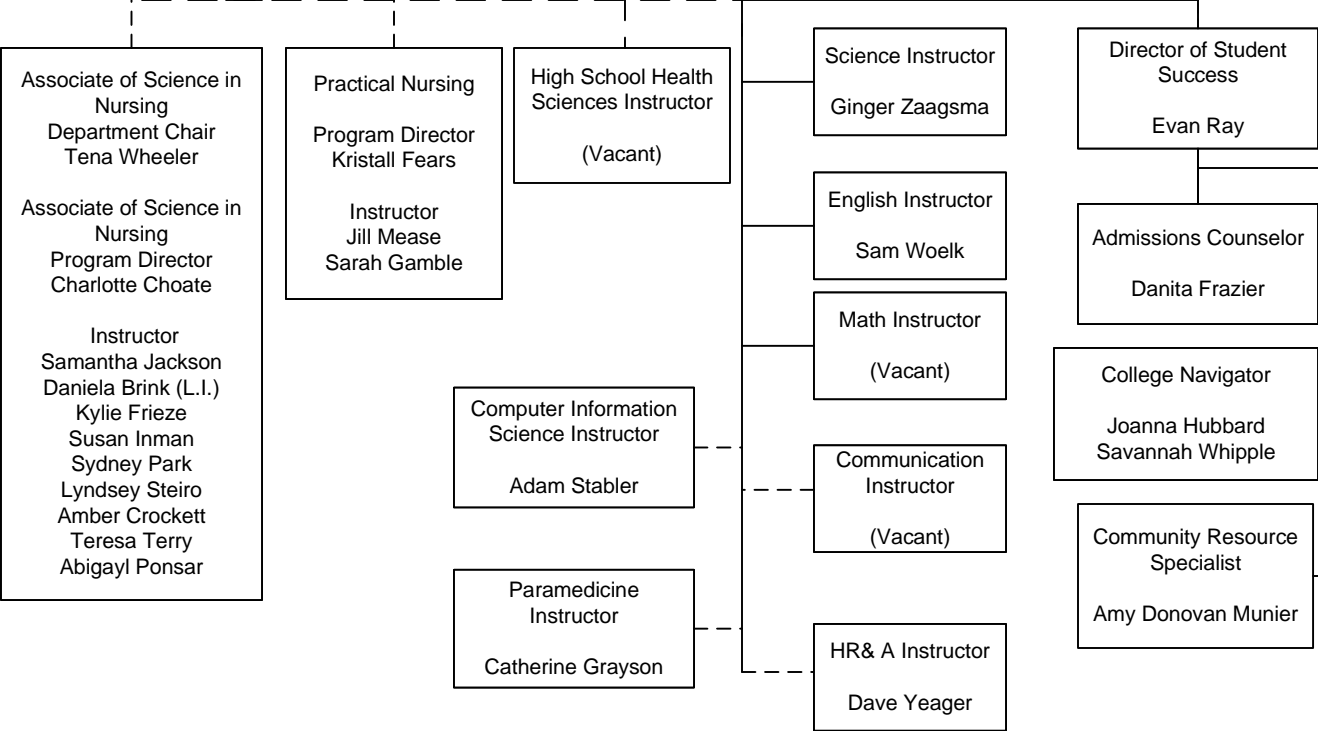 Associate of Science in
Nursing
Department Chair
Tena Wheeler
Associate of Science in
Nursing
Program Director
Charlotte Choate
Instructor
Samantha Jackson
Daniela Brink (L.I.)
Kylie Frieze
Susan Inman
Sydney Park
Lyndsey Steiro
Amber Crockett
Teresa Terry
Abigayl Ponsar
Practical Nursing
Program Director
Kristall Fears
Instructor
Jill Mease
Sarah Gamble
High School Health
Sciences Instructor
(Vacant)
Science Instructor
Ginger Zaagsma
English Instructor
Sam Woelk
Math Instructor
(Vacant)
Computer Information
Science Instructor
Adam Stabler
Communication
Instructor
(Vacant)
Paramedicine
Instructor
Catherine Grayson
HR& A Instructor
Dave Yeager
Director of Student
Success
Evan Ray
Admissions Counselor
Danita Frazier
College Navigator
Joanna Hubbard
Savannah Whipple
Community Resource
Specialist
Amy Donovan Munier